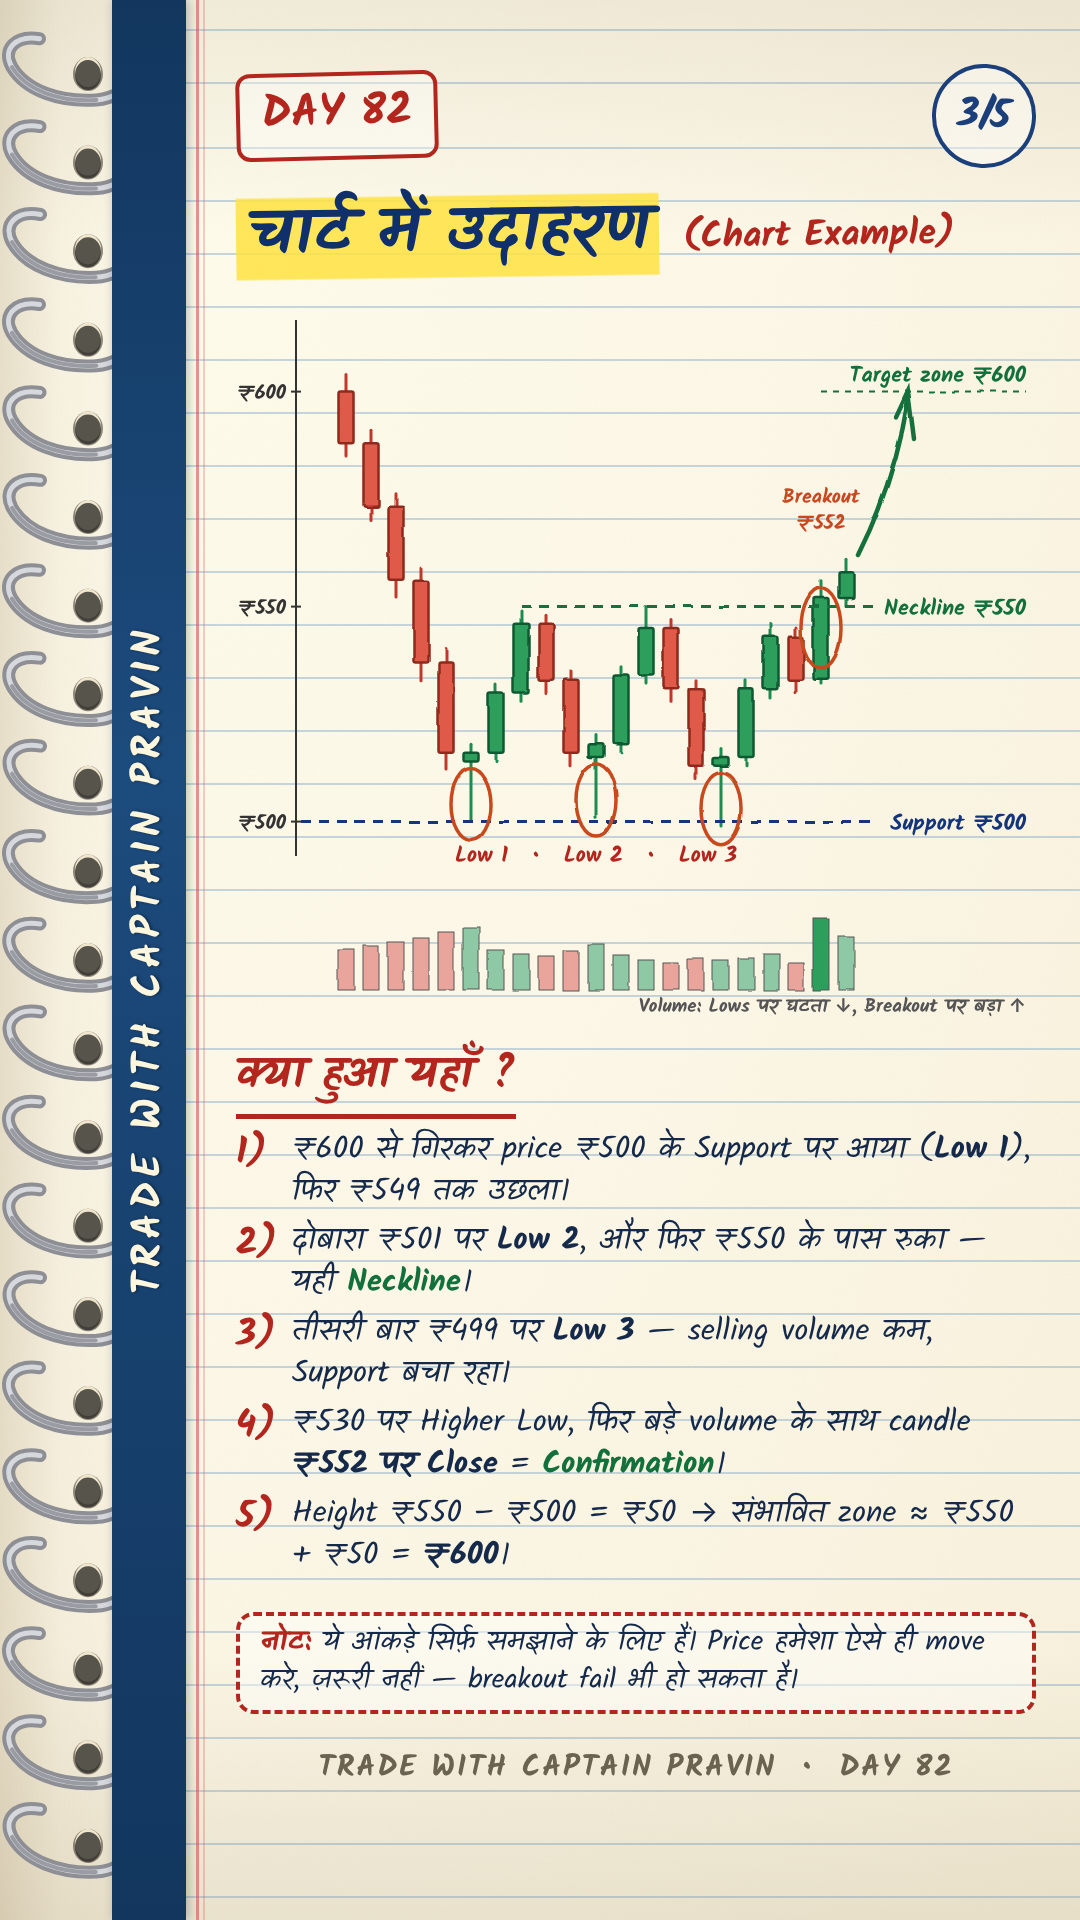 DAY 82
3/5
चार्ट में उदाहरण (Chart Example)
Target zone ₹600
₹600
Breakout
₹552
₹550
Neckline ₹550
₹500
Support ₹500
Low 1 · Low 2 · Low 3
Volume: Lows पर घटता ↓, Breakout पर बड़ा ↑
क्या हुआ यहाँ ?
1) ₹600 से गिरकर price ₹500 के Support पर आया (Low 1),
फिर ₹549 तक उछला।
2) दोबारा ₹501 पर Low 2, और फिर ₹550 के पास रुका —
यही Neckline।
3) तीसरी बार ₹499 पर Low 3 — selling volume कम,
Support बचा रहा।
4) ₹530 पर Higher Low, फिर बड़े volume के साथ candle
₹552 पर Close = Confirmation।
5) Height ₹550 − ₹500 = ₹50 → संभावित zone ≈ ₹550
+ ₹50 = ₹600।
नोट: ये आंकड़े सिर्फ़ समझाने के लिए हैं। Price हमेशा ऐसे ही move
करे, ज़रूरी नहीं — breakout fail भी हो सकता है।
TRADE WITH CAPTAIN PRAVIN · DAY 82
TRADE WITH CAPTAIN PRAVIN